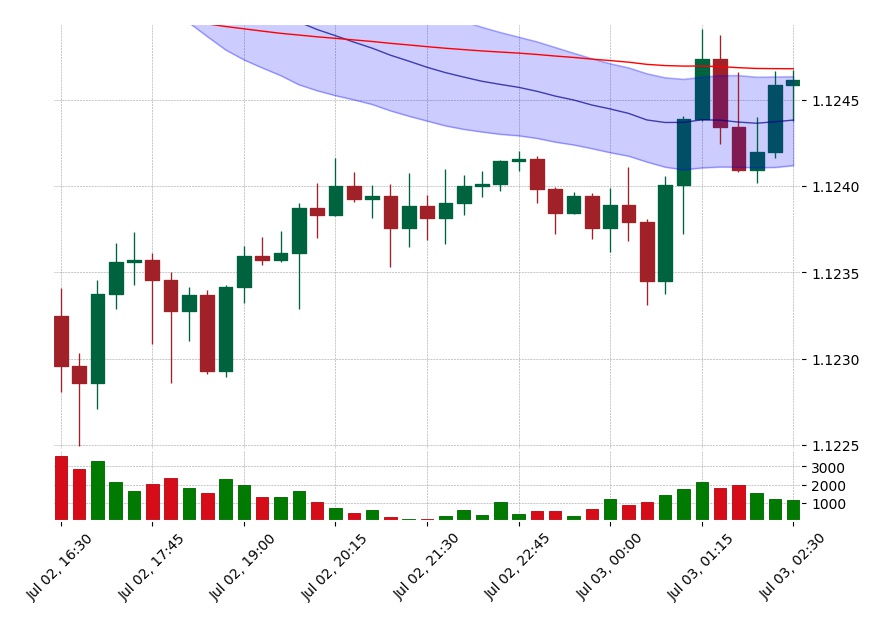 1.1245
1.1240
1.1235
1.1230
1.1225
3000
2000
1000
Jul 02, 16:30
Jul 02, 17:45
Jul 02, 19:00
Jul 02, 20:15
Jul 02, 21:30
Jul 02, 22:45
Jul 03, 00:00
Jul 03, 01:15
Jul 03, 02:30